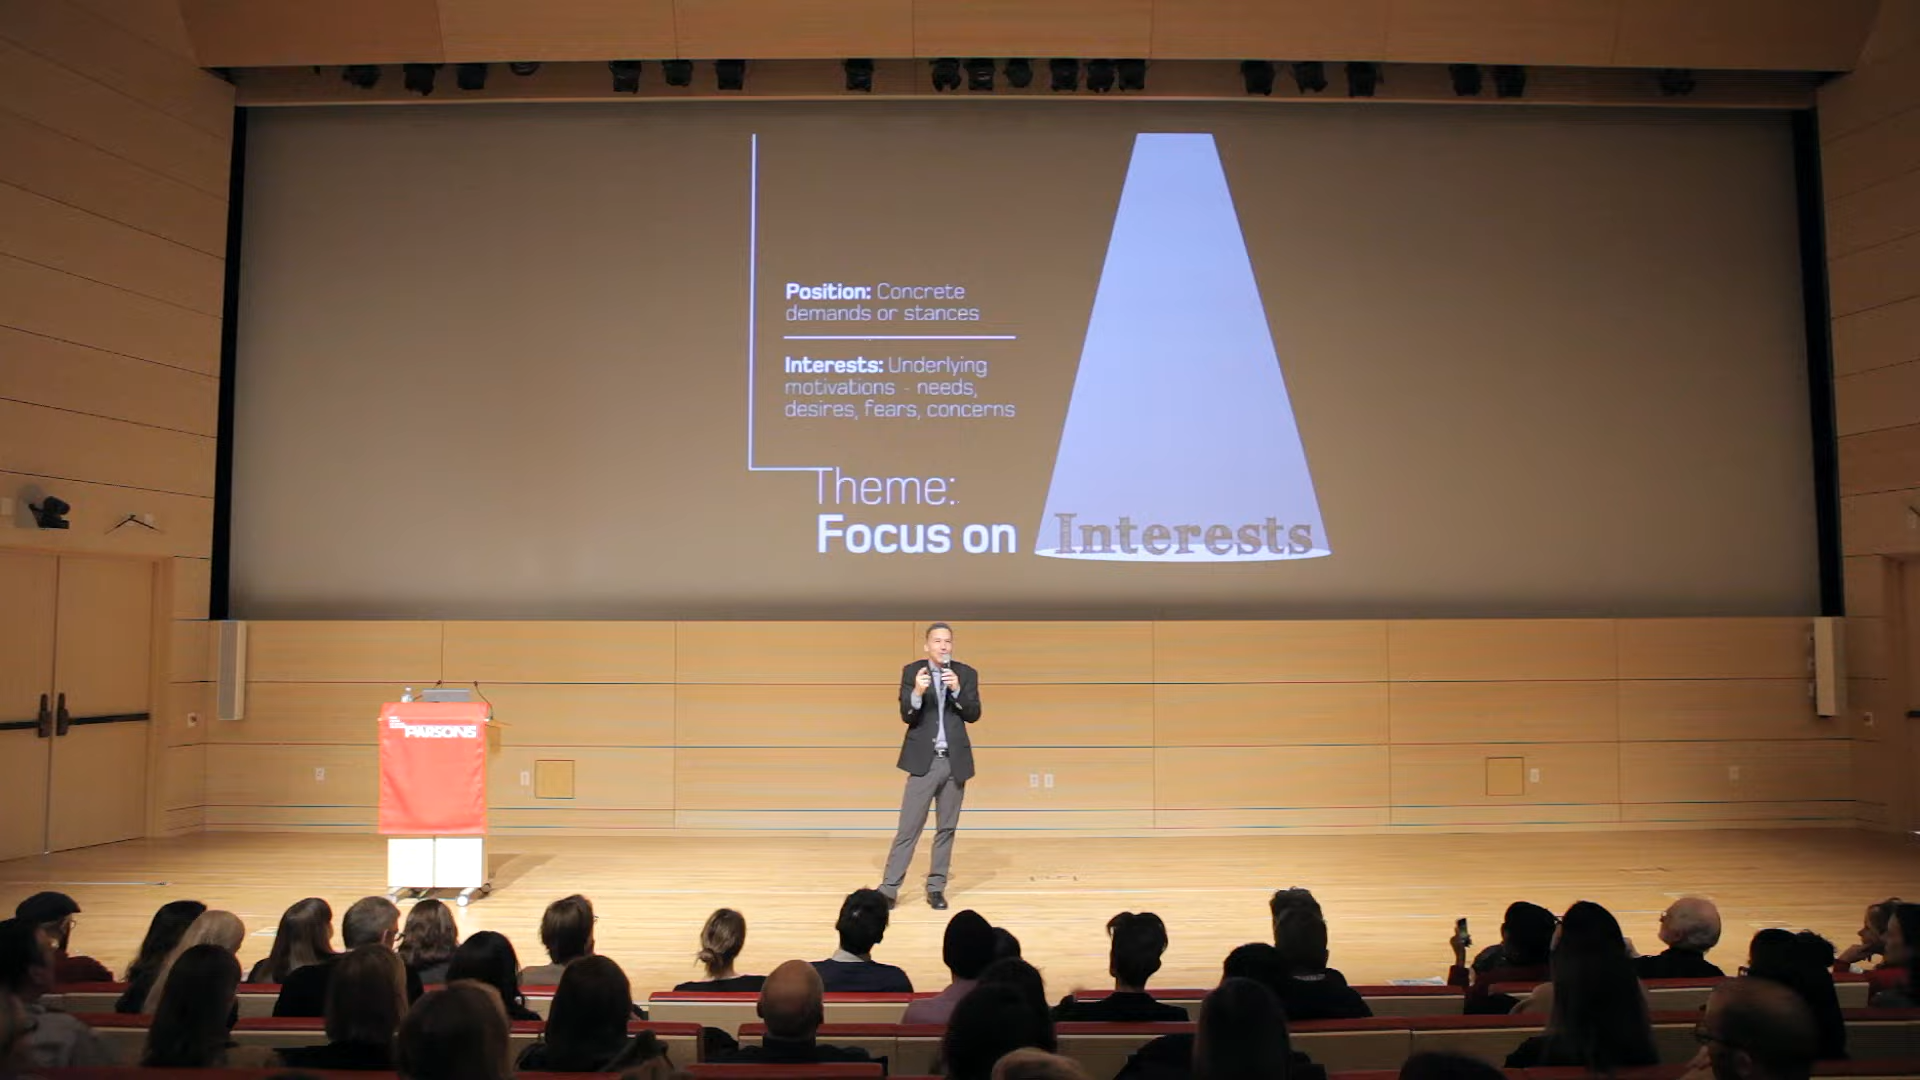 Position: Concrete
demands or stances
Interests: Underlying
motivations - needs,
desires, fears, concerns
Theme:
Focus on Interests
PARSONS